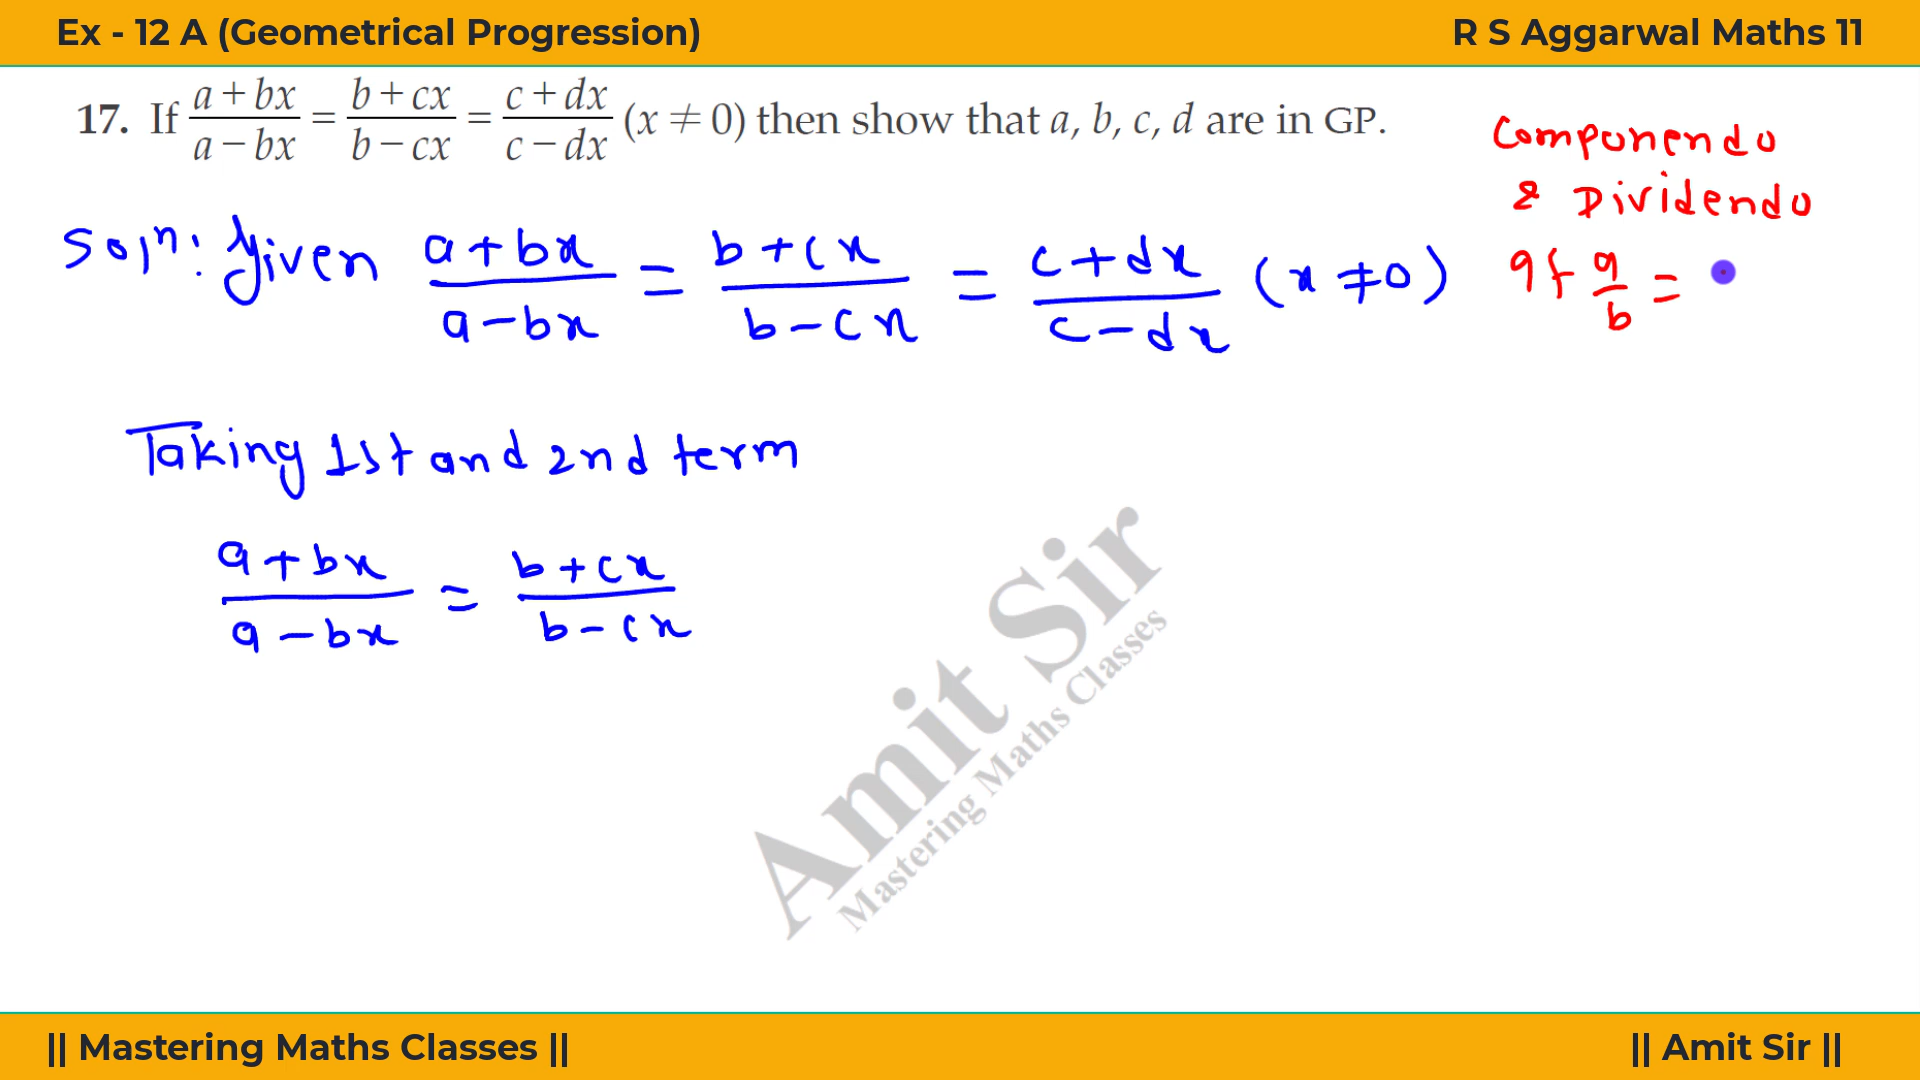 Ex - 12 A (Geometrical Progression)
R S Aggarwal Maths 11
17. If (a + bx)/(a − bx) = (b + cx)/(b − cx) = (c + dx)/(c − dx) (x ≠ 0) then show that a, b, c, d are in GP.
Componendo
& Dividendo
If a/b =
Soln: Given (a+bx)/(a−bx) = (b+cx)/(b−cx) = (c+dx)/(c−dx) (x ≠ 0)
Taking 1st and 2nd term
(a+bx)/(a−bx) = (b+cx)/(b−cx)
Amit Sir
Mastering Maths Classes
|| Mastering Maths Classes ||
|| Amit Sir ||